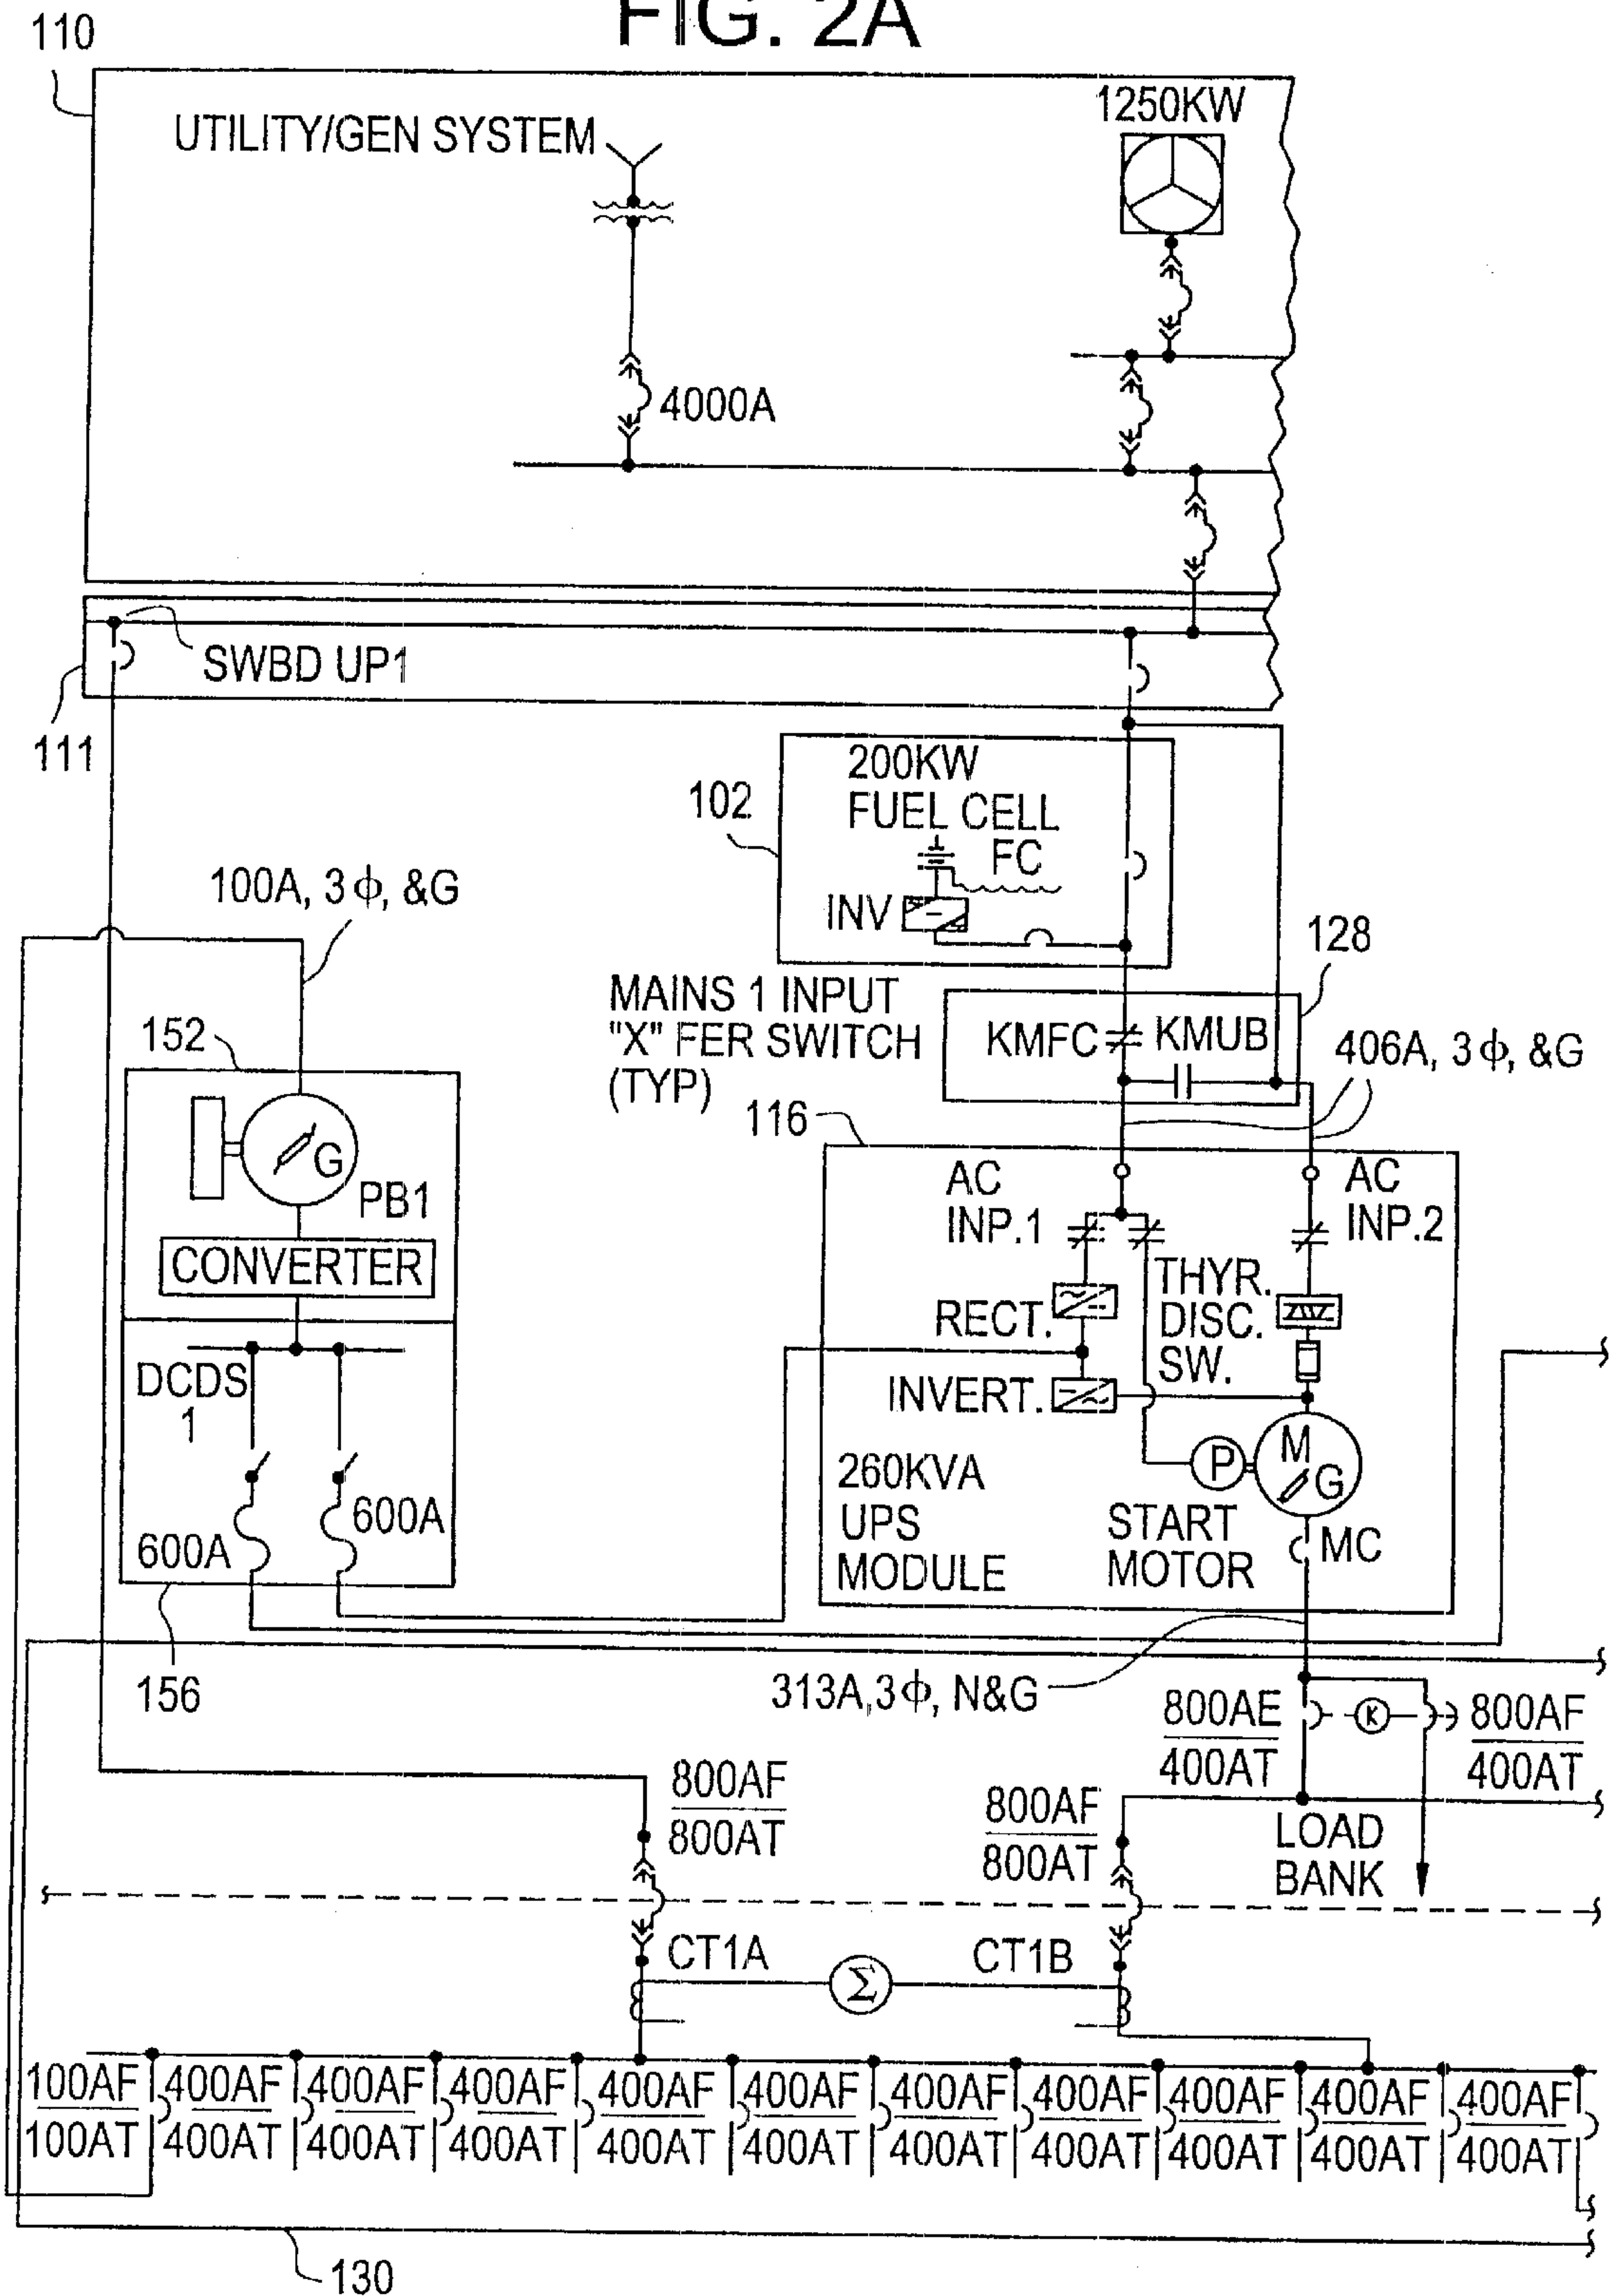 FIG. 2A
110
UTILITY/GEN SYSTEM
1250KW
4000A
SWBD UP1
111
200KW
FUEL CELL
FC
INV
102
100A, 3ϕ, &G
128
MAINS 1 INPUT
"X" FER SWITCH
(TYP)
KMFC
KMUB
406A, 3ϕ, &G
152
116
G
PB1
CONVERTER
AC
INP.1
AC
INP.2
RECT.
THYR.
DISC.
SW.
INVERT.
DCDS
1
600A
600A
P
M
G
260KVA
UPS
MODULE
START
MOTOR
MC
156
313A,3ϕ, N&G
800AE
400AT
K
800AF
400AT
800AF
800AT
800AF
800AT
LOAD
BANK
CT1A
Σ
CT1B
100AF 400AF 400AF 400AF 400AF 400AF 400AF 400AF 400AF 400AF 400AF
100AT 400AT 400AT 400AT 400AT 400AT 400AT 400AT 400AT 400AT 400AT
130